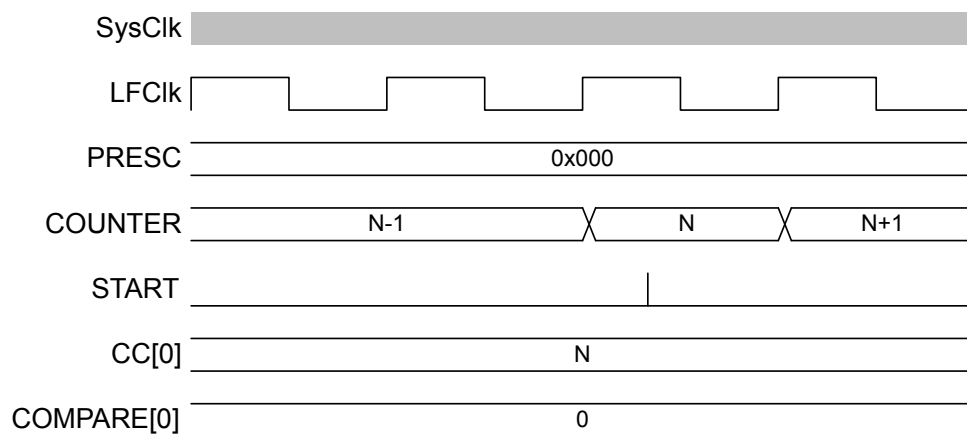 SysClk
LFClk
PRESC 0x000
COUNTER N-1 N N+1
START
CC[0] N
COMPARE[0] 0